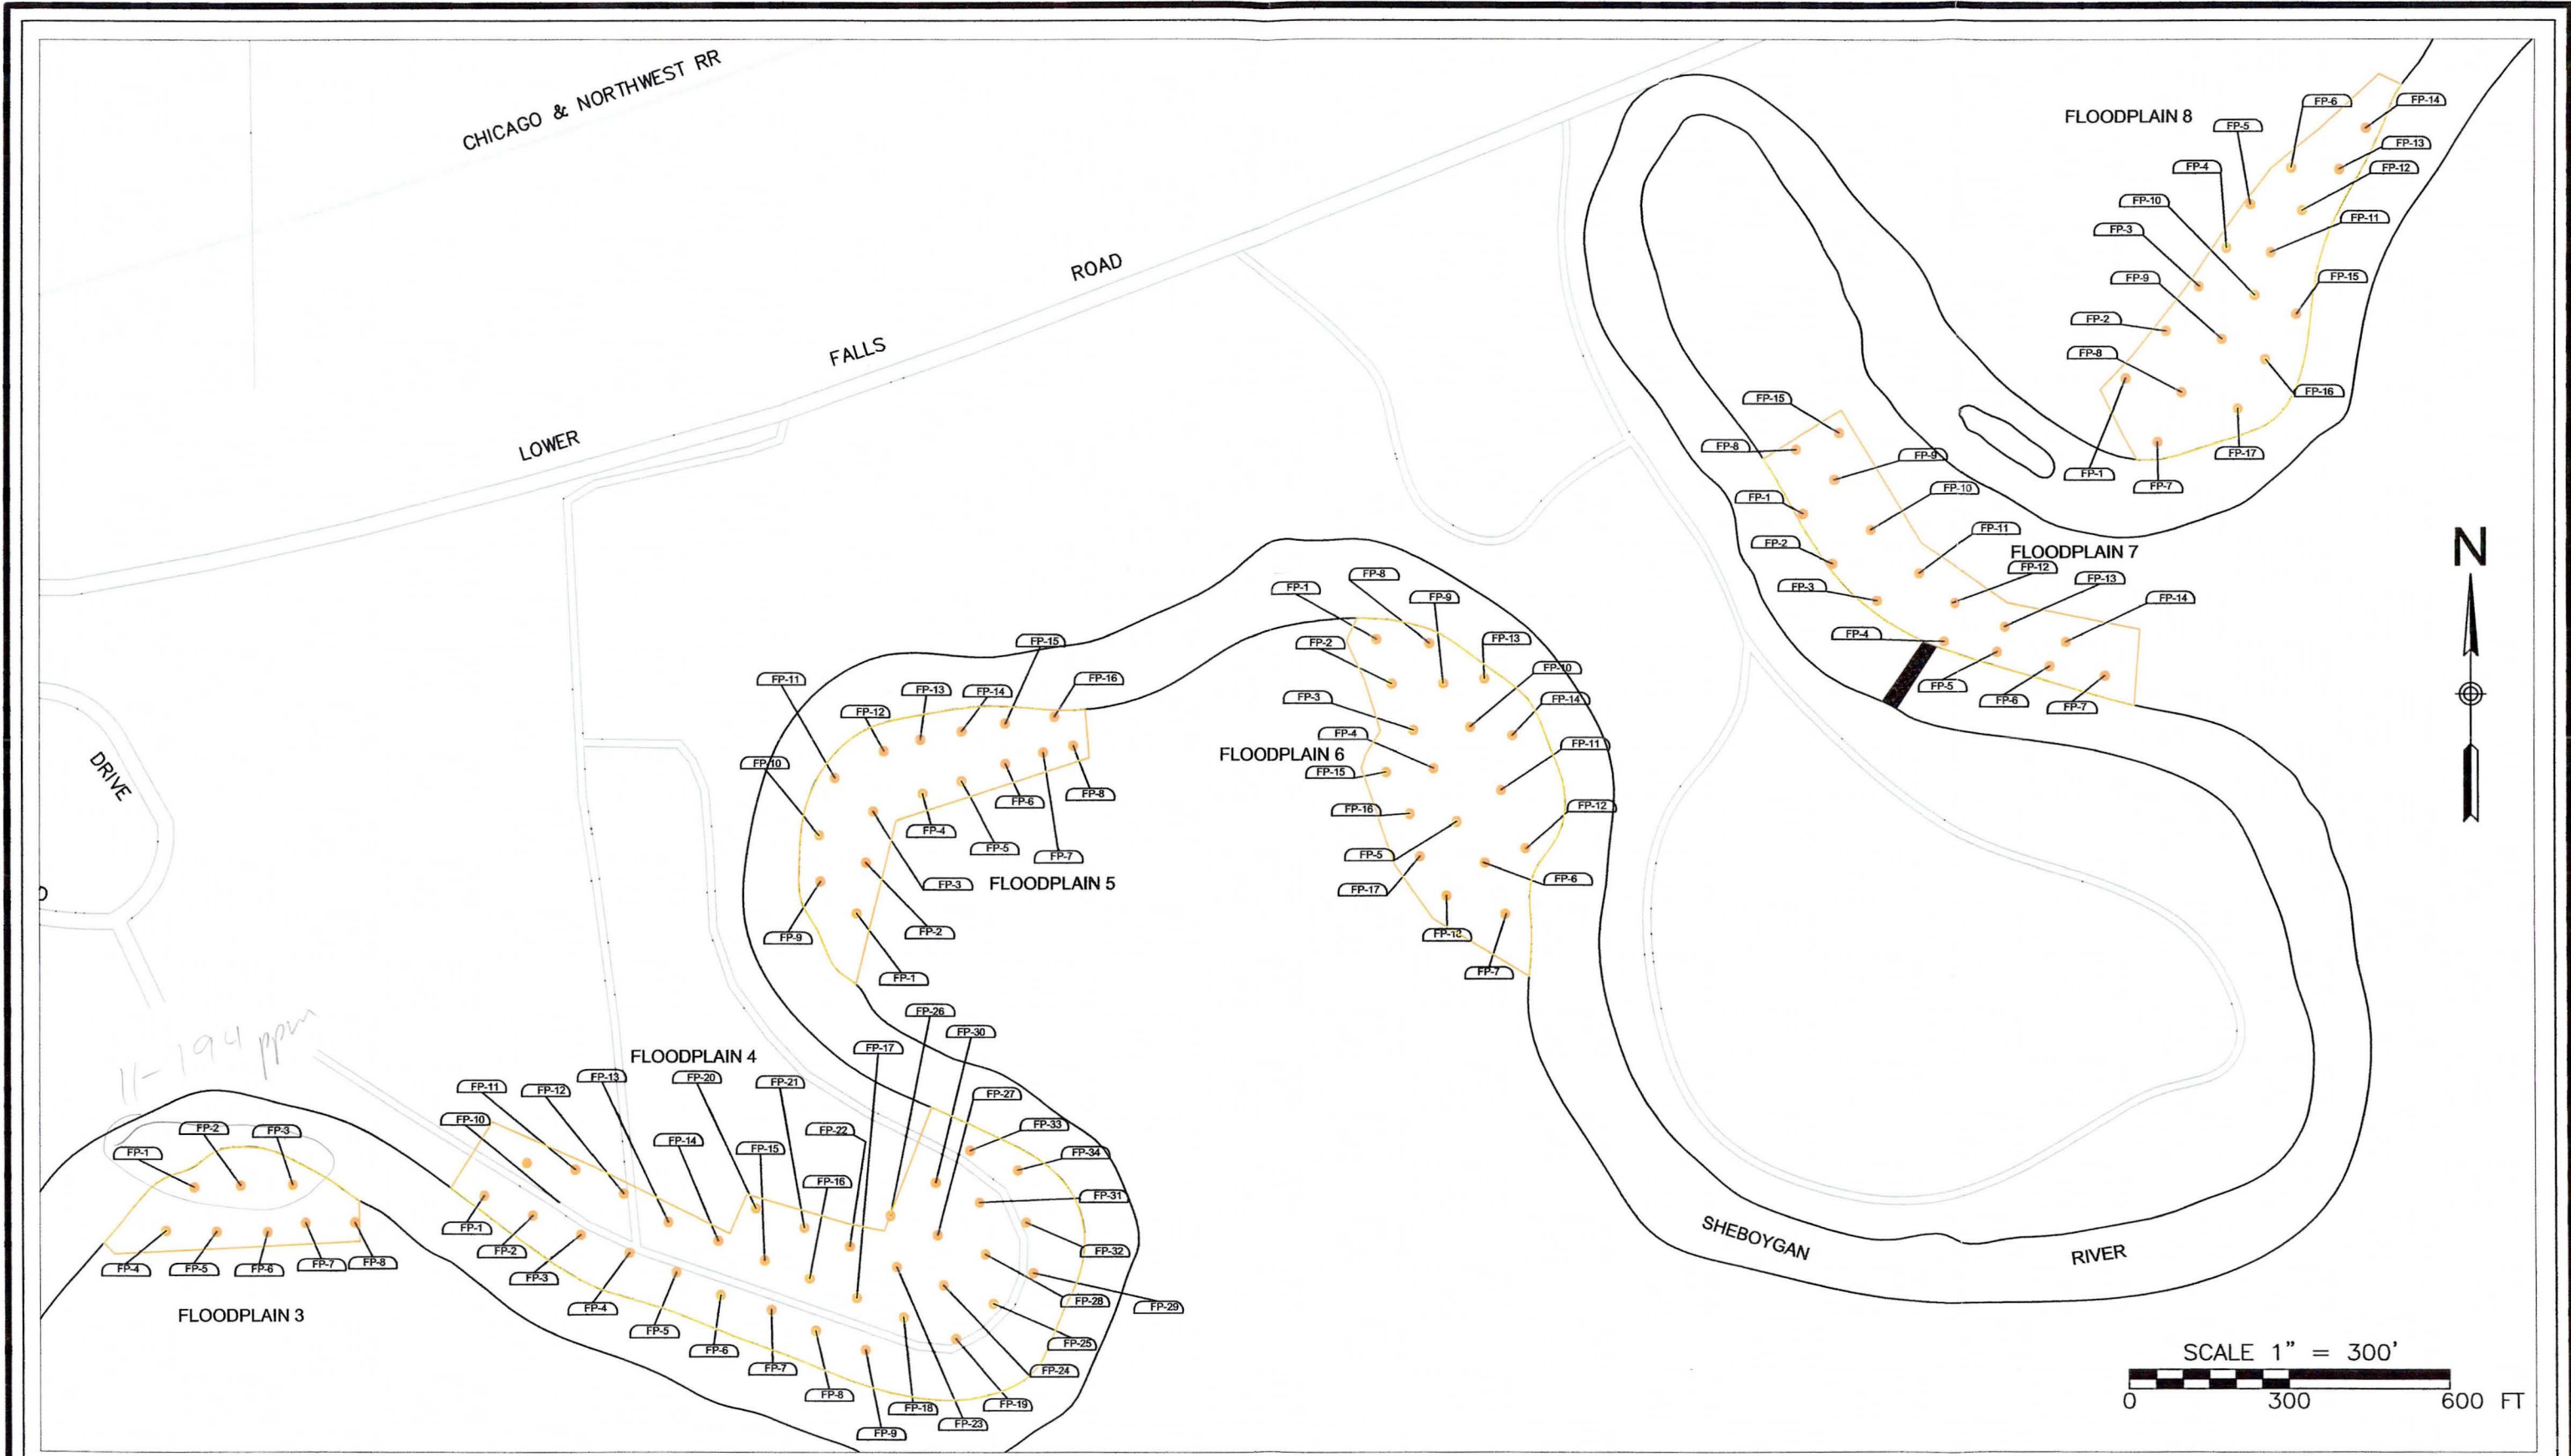 CHICAGO & NORTHWEST RR
LOWER
FALLS
ROAD
DRIVE
FLOODPLAIN 8
FP-6
FP-14
FP-5
FP-13
FP-4
FP-12
FP-10
FP-11
FP-3
FP-9
FP-15
FP-2
FP-8
FP-16
FP-17
FP-1
FP-7
FP-15
FP-8
FP-9
FP-1
FP-10
FP-11
FP-2
FLOODPLAIN 7
FP-12
FP-13
FP-3
FP-14
FP-4
FP-5
FP-6
FP-7
N
FP-8
FP-1
FP-9
FP-2
FP-13
FP-10
FP-3
FP-14
FP-4
FP-11
FLOODPLAIN 6
FP-15
FP-16
FP-12
FP-5
FP-6
FP-17
FP-18
FP-7
FP-15
FP-11
FP-16
FP-13
FP-14
FP-12
FP-10
FP-8
FP-6
FP-4
FP-5
FP-7
FP-3
FLOODPLAIN 5
FP-2
FP-9
FP-1
11-194 ppm
FP-26
FP-30
FP-17
FLOODPLAIN 4
FP-13
FP-20
FP-21
FP-11
FP-12
FP-27
FP-10
FP-33
FP-22
FP-14
FP-15
FP-34
FP-16
FP-31
FP-1
FP-2
FP-32
FP-3
FP-28
FP-29
FP-4
FP-5
FP-25
FP-6
FP-24
FP-7
FP-8
FP-19
FP-18
FP-23
FP-9
FP-2
FP-3
FP-1
FP-4
FP-5
FP-6
FP-7
FP-8
FLOODPLAIN 3
SHEBOYGAN
RIVER
SCALE 1" = 300'
0 300 600 FT